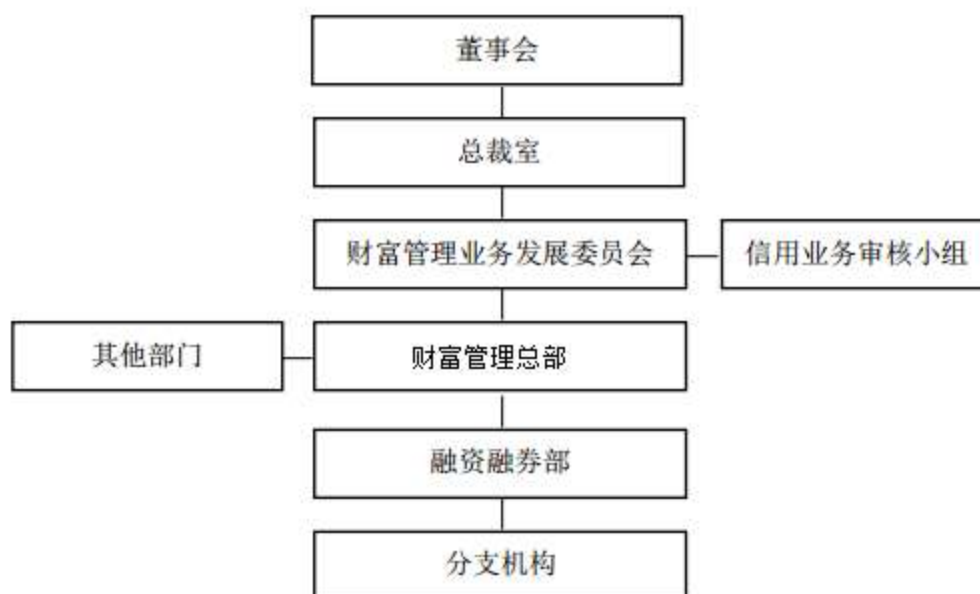 董事会
总裁室
财富管理业务发展委员会
信用业务审核小组
其他部门
财富管理总部
融资融券部
分支机构